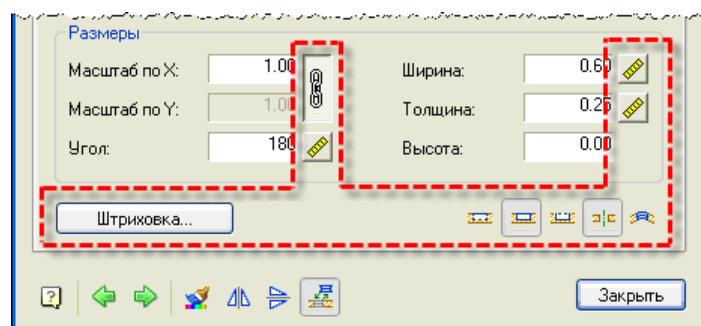 Размеры
Масштаб по X: 1.00 Ширина: 0.60
Масштаб по Y: 1.00 Толщина: 0.25
Угол: 180 Высота: 0.00
Штриховка...
Закрыть